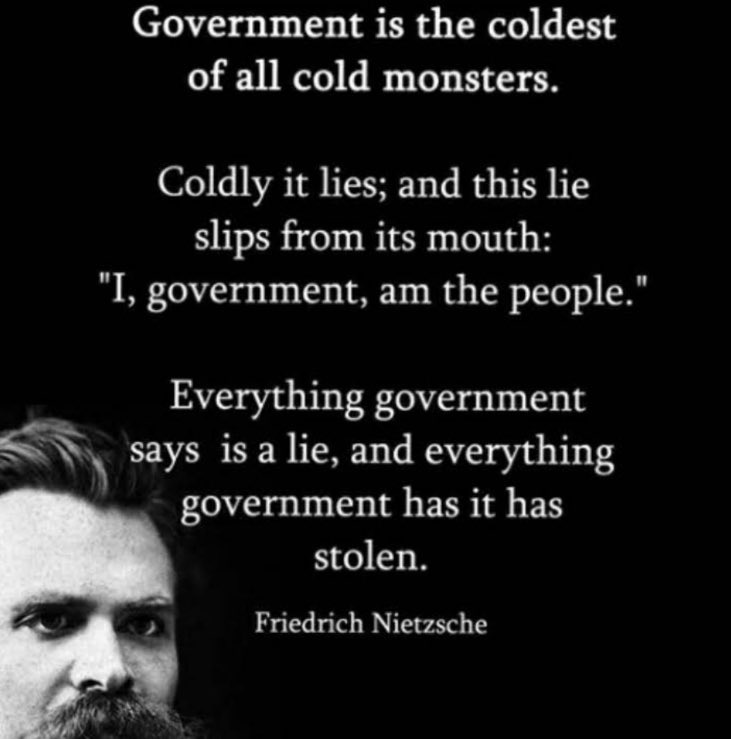 Government is the coldest
of all cold monsters.
Coldly it lies; and this lie
slips from its mouth:
"I, government, am the people."
Everything government
says is a lie, and everything
government has it has
stolen.
Friedrich Nietzsche